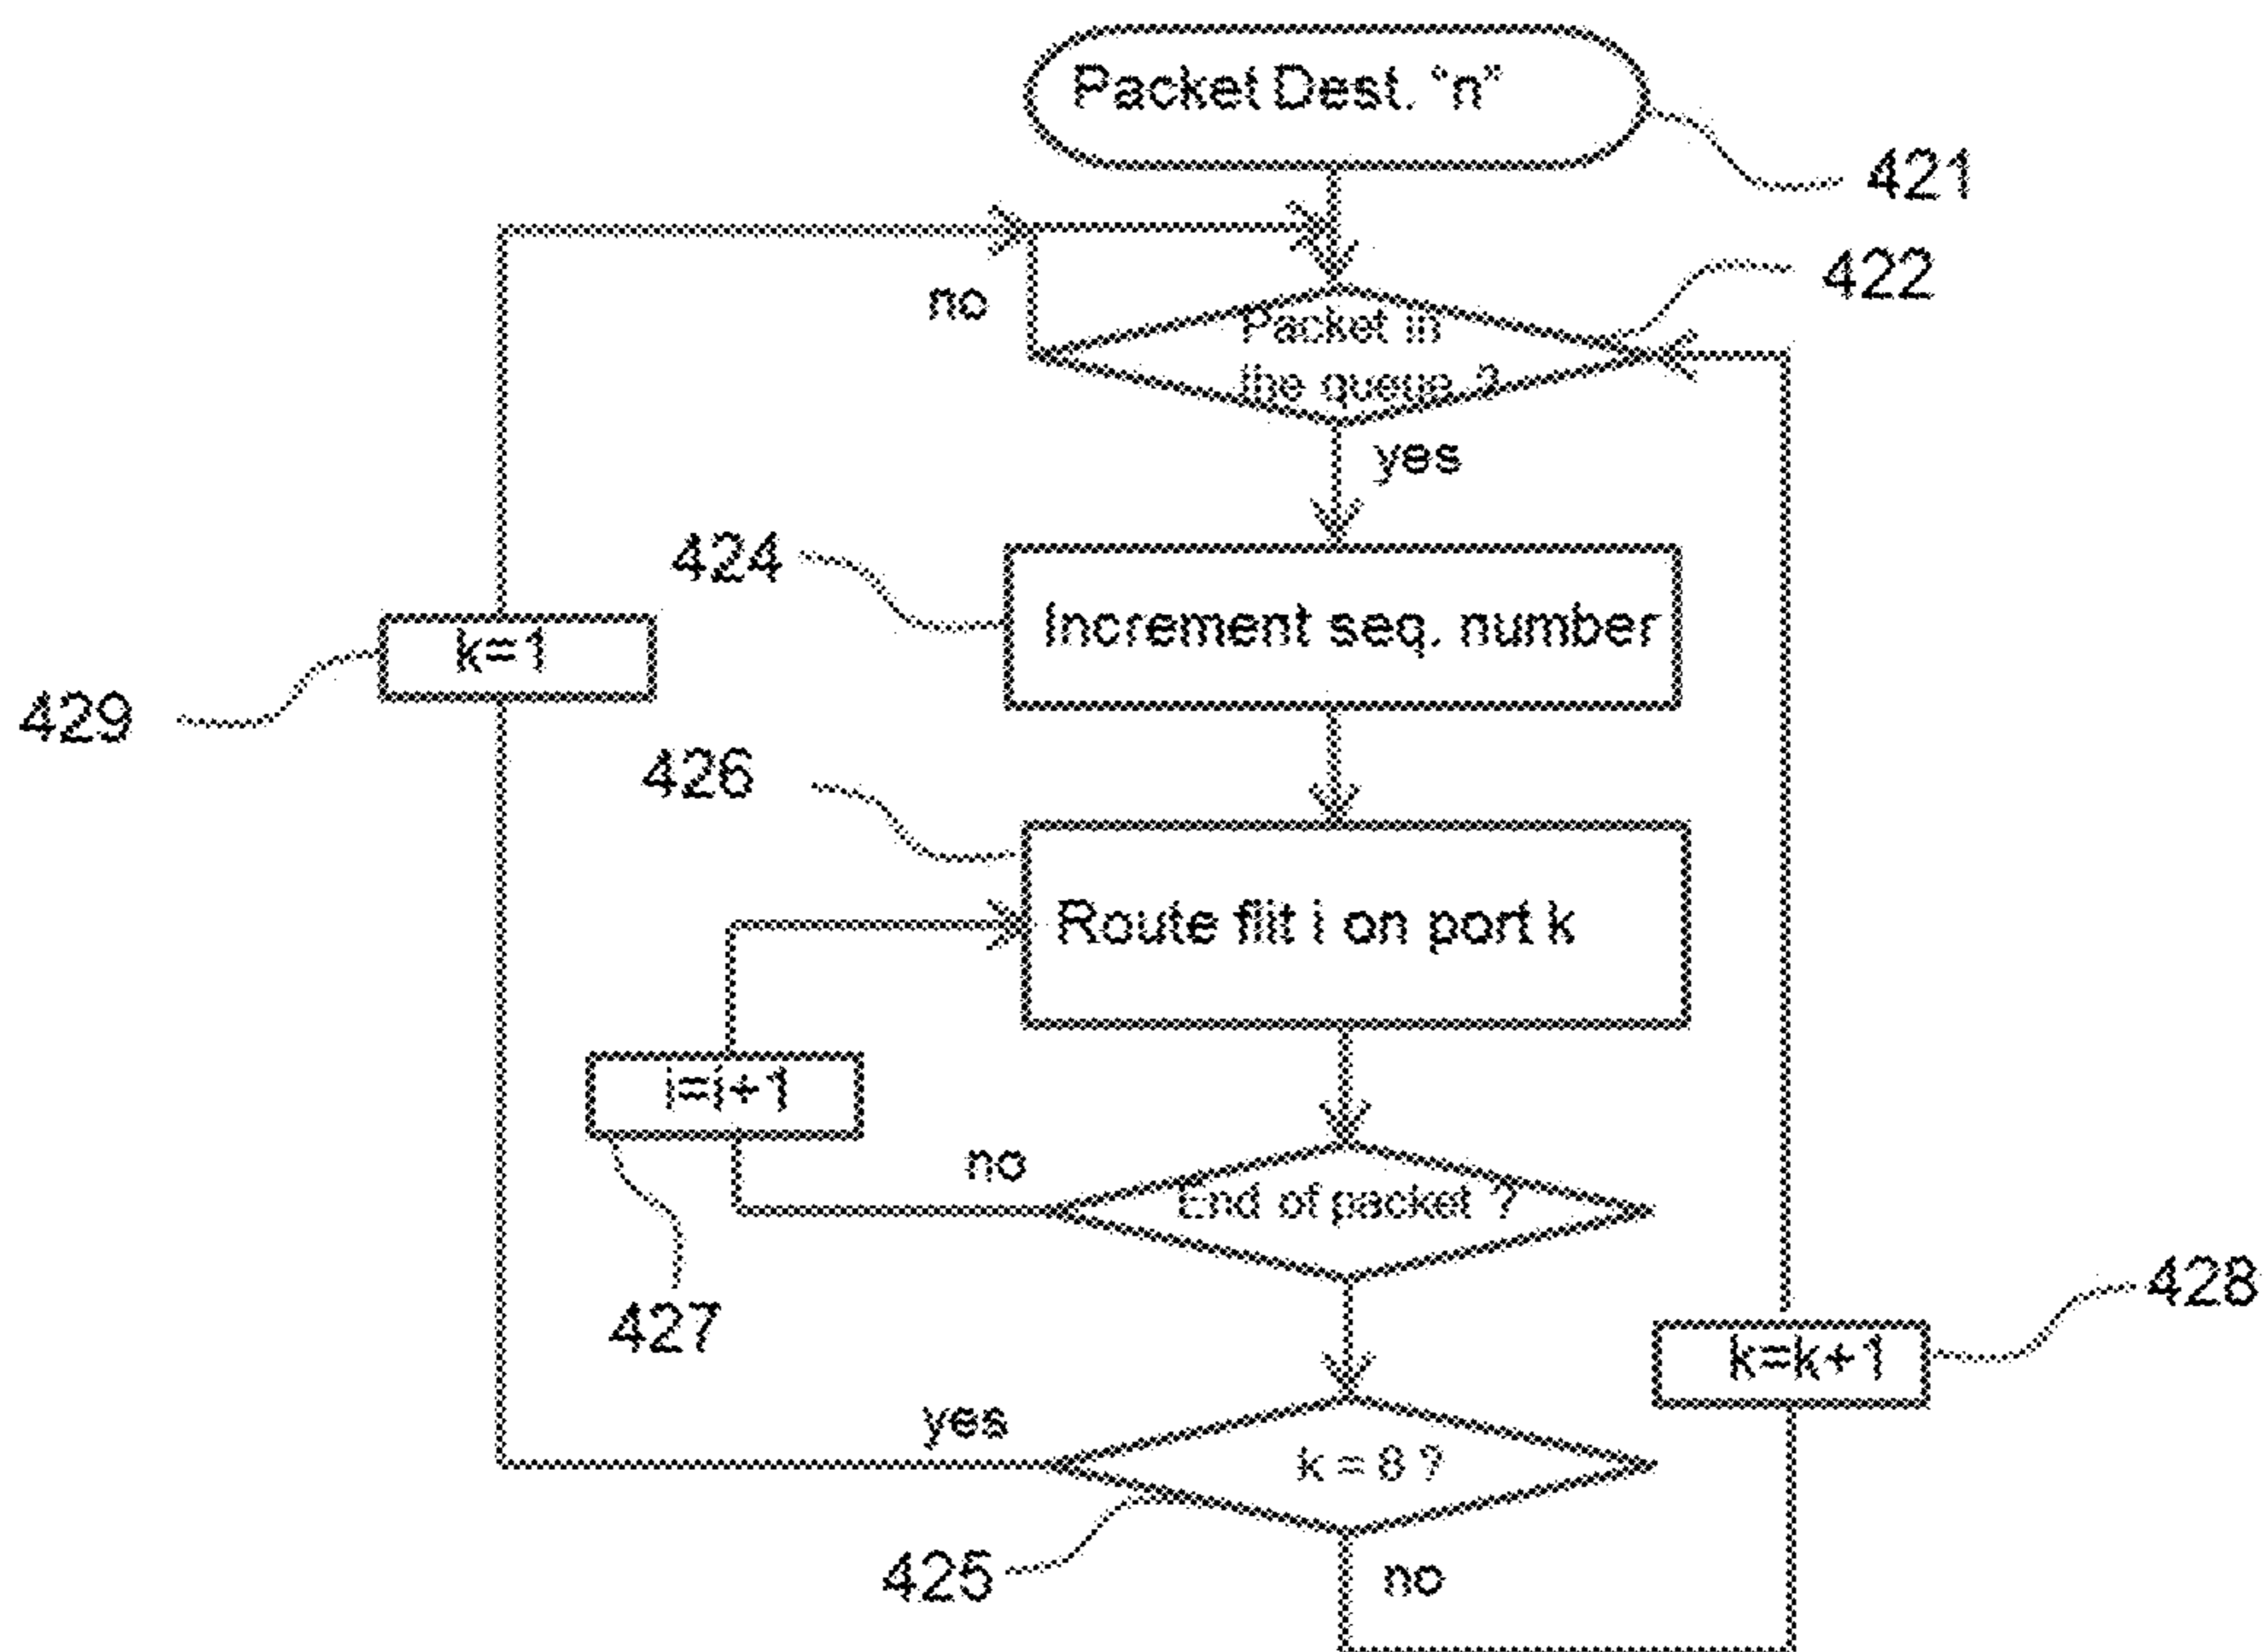 Packet Dest. "n"
421
422
no
Packet in
the queue ?
yes
424
Increment seq. number
k=1
429
426
Route flit i on port k
i=i+1
no
End of packet ?
427
428
k=k+1
yes
k = 8 ?
425
no